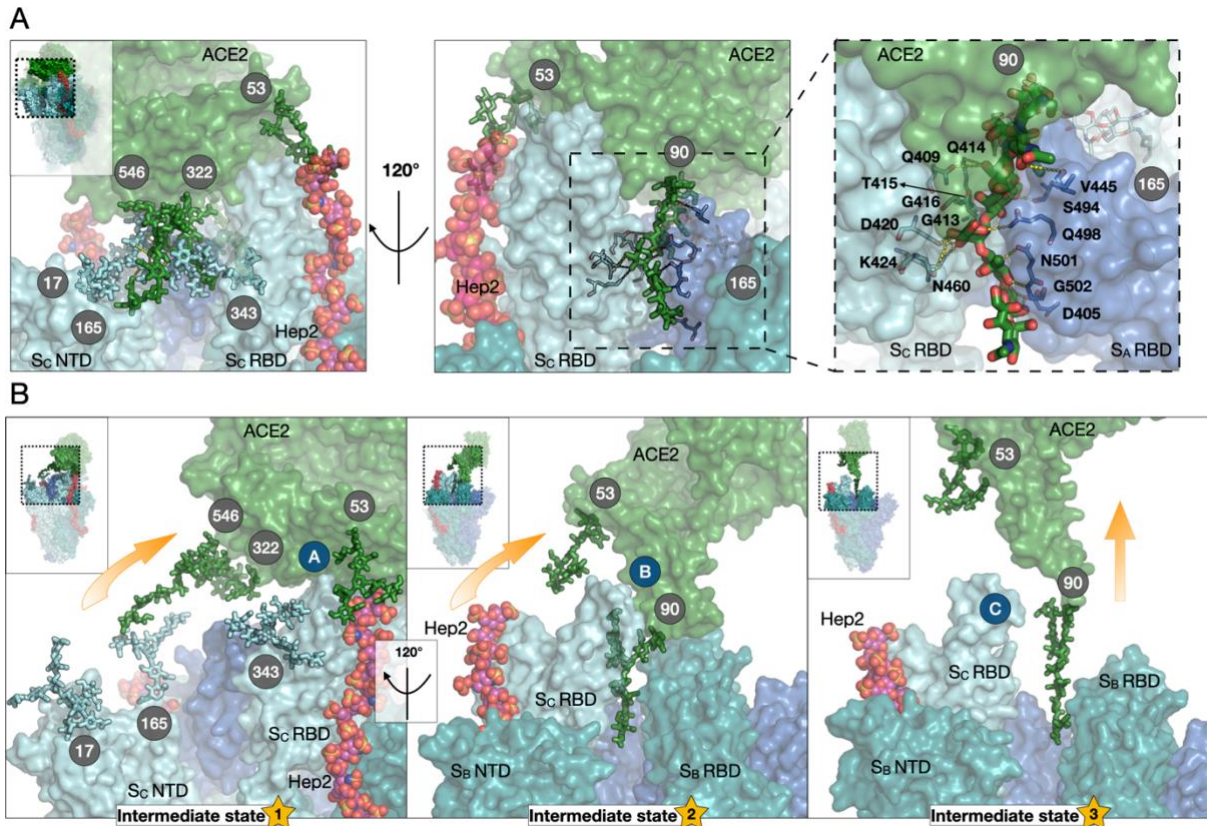 A
ACE2
53
546
322
17
165
343
Hep2
SC NTD
SC RBD
120°
53
ACE2
90
Hep2
165
SC RBD
ACE2
90
Q409
Q414
165
T415
V445
G416
S494
D420
G413
Q498
K424
N501
N460
G502
D405
SC RBD
SA RBD
B
ACE2
53
546
322
A
343
165
17
SC RBD
SC NTD
Hep2
120°
Intermediate state 1
ACE2
53
B
90
Hep2
SC RBD
SB NTD
SB RBD
Intermediate state 2
ACE2
53
90
Hep2
C
SC RBD
SB RBD
SB NTD
Intermediate state 3